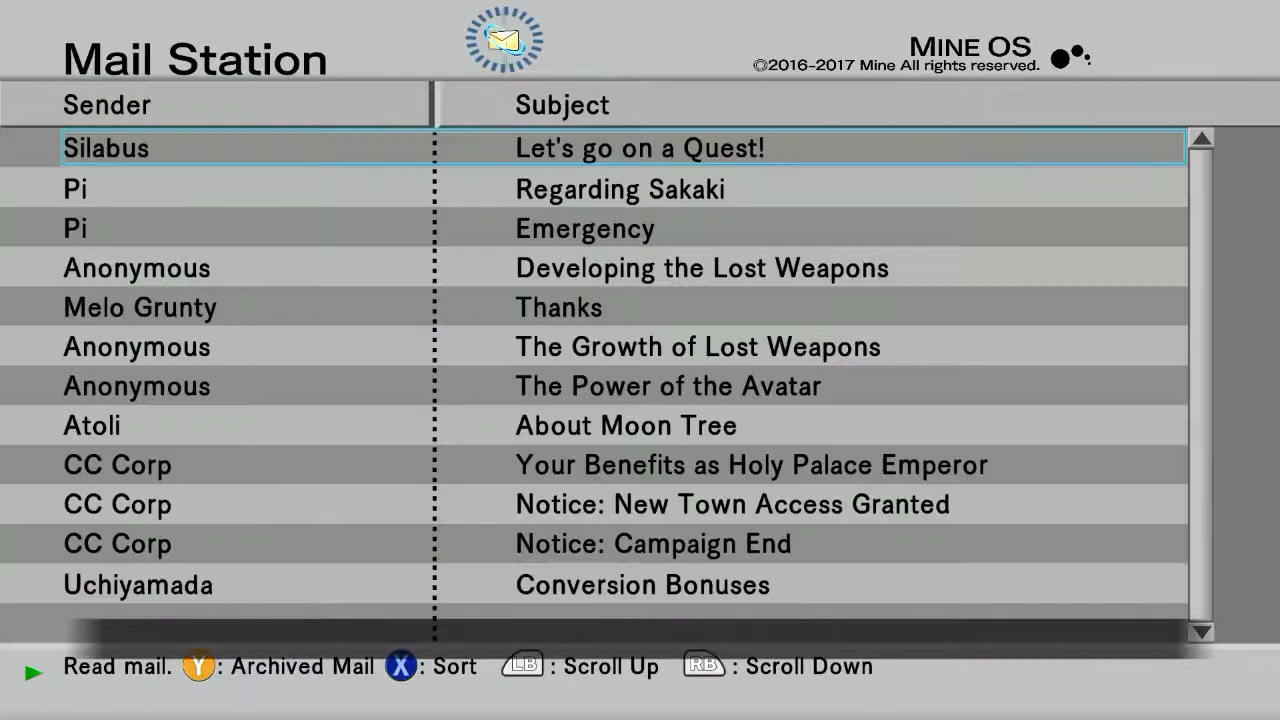 Mail Station
MINE OS
©2016-2017 Mine All rights reserved.
Sender Subject
Silabus Let's go on a Quest!
Pi Regarding Sakaki
Pi Emergency
Anonymous Developing the Lost Weapons
Melo Grunty Thanks
Anonymous The Growth of Lost Weapons
Anonymous The Power of the Avatar
Atoli About Moon Tree
CC Corp Your Benefits as Holy Palace Emperor
CC Corp Notice: New Town Access Granted
CC Corp Notice: Campaign End
Uchiyamada Conversion Bonuses
Read mail. Y: Archived Mail X: Sort LB : Scroll Up RB : Scroll Down